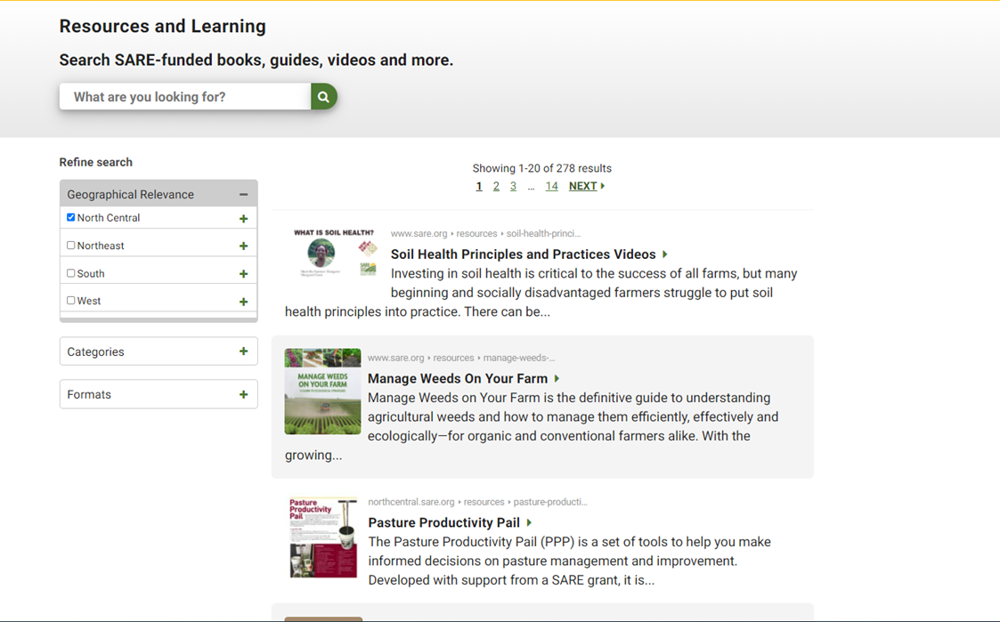 Resources and Learning
Search SARE-funded books, guides, videos and more.
What are you looking for?
Refine search
Geographical Relevance
North Central
Northeast
South
West
Categories
Formats
Showing 1-20 of 278 results
1 2 3 ... 14 NEXT
WHAT IS SOIL HEALTH?
www.sare.org › resources › soil-health-princi...
Soil Health Principles and Practices Videos
Investing in soil health is critical to the success of all farms, but many
beginning and socially disadvantaged farmers struggle to put soil
health principles into practice. There can be...
MANAGE WEEDS
ON YOUR FARM
www.sare.org › resources › manage-weeds-...
Manage Weeds On Your Farm
Manage Weeds on Your Farm is the definitive guide to understanding
agricultural weeds and how to manage them efficiently, effectively and
ecologically—for organic and conventional farmers alike. With the
growing...
Pasture
Productivity
Pail
northcentral.sare.org › resources › pasture-producti...
Pasture Productivity Pail
The Pasture Productivity Pail (PPP) is a set of tools to help you make
informed decisions on pasture management and improvement.
Developed with support from a SARE grant, it is...